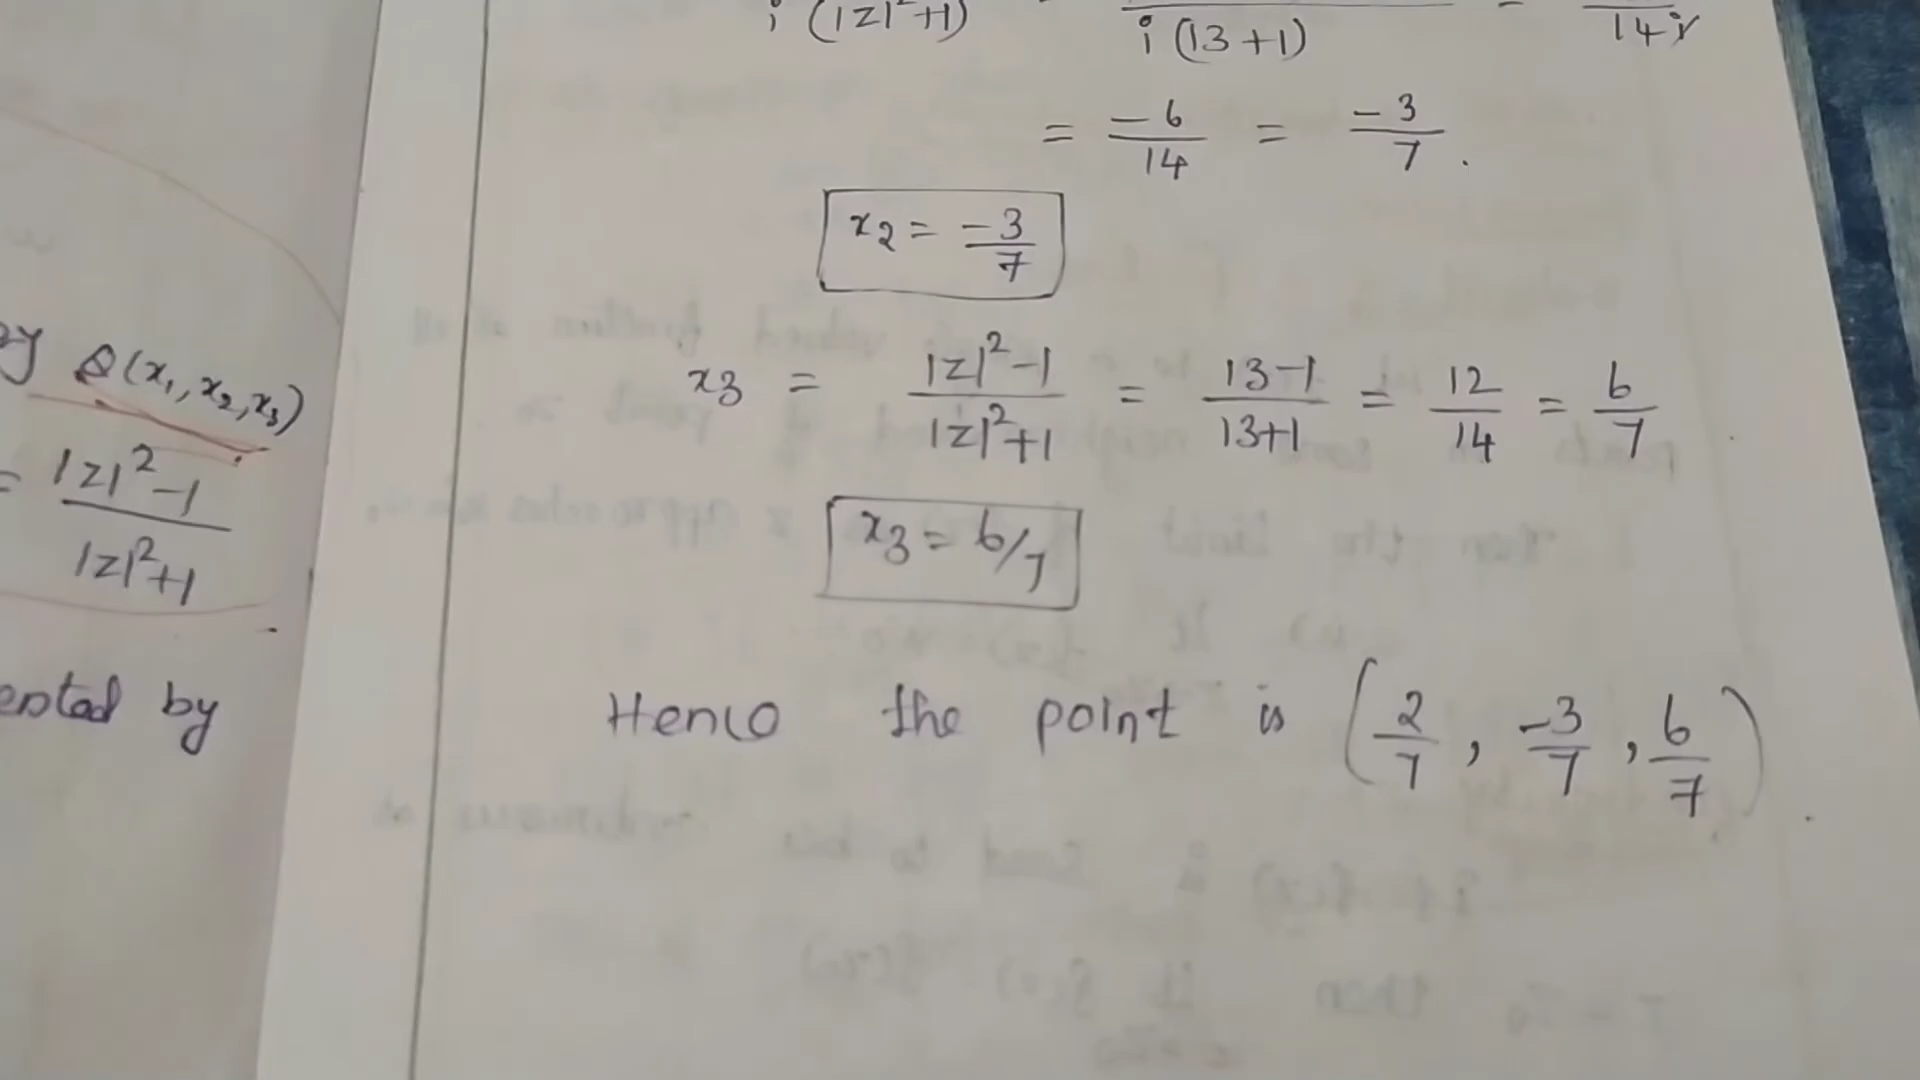 i(|z|²+1) i(13+1) 14i
= -6/14 = -3/7.
x2 = -3/7
x3 = |z|²-1/|z|²+1 = 13-1/13+1 = 12/14 = 6/7
x3 = 6/7
Hence the point is (2/7, -3/7, 6/7).
by Q(x1, x2, x3)
= |z|²-1/|z|²+1
by